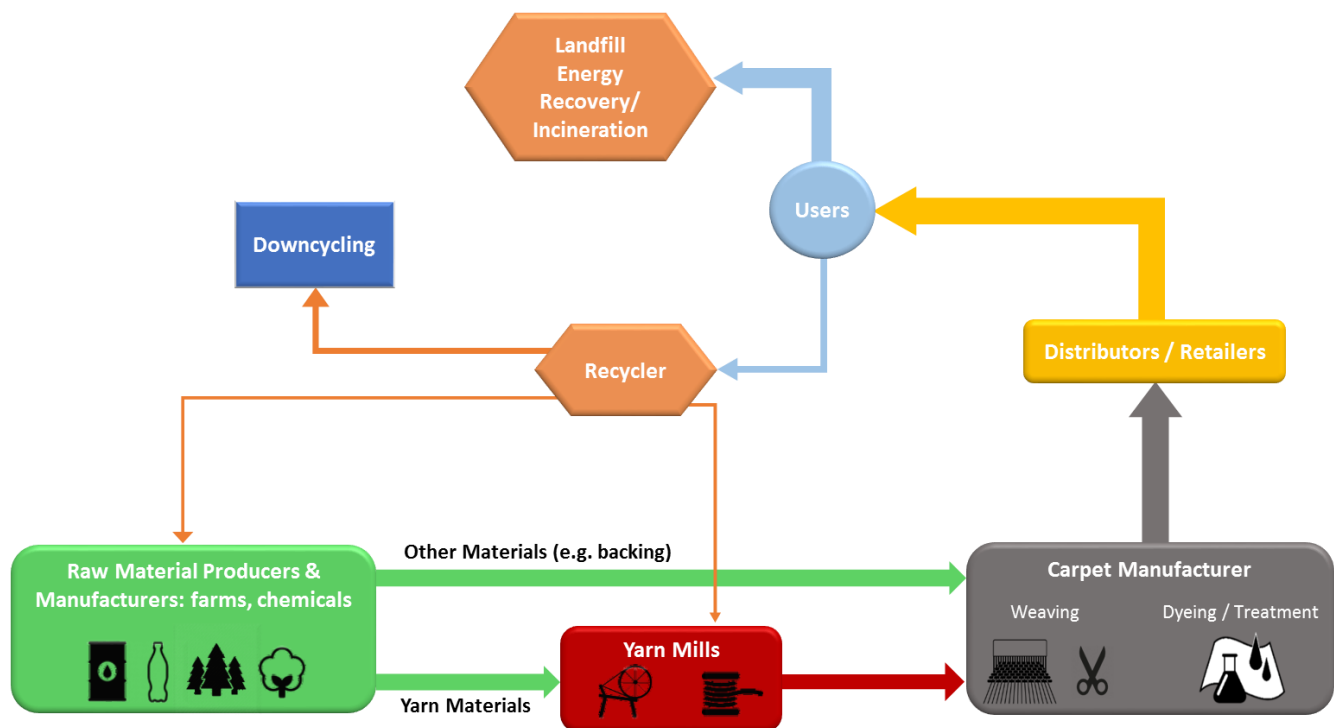 Landfill
Energy
Recovery/
Incineration
Users
Downcycling
Distributors / Retailers
Recycler
Other Materials (e.g. backing)
Raw Material Producers &
Manufacturers: farms, chemicals
Carpet Manufacturer
Weaving
Dyeing / Treatment
Yarn Mills
Yarn Materials